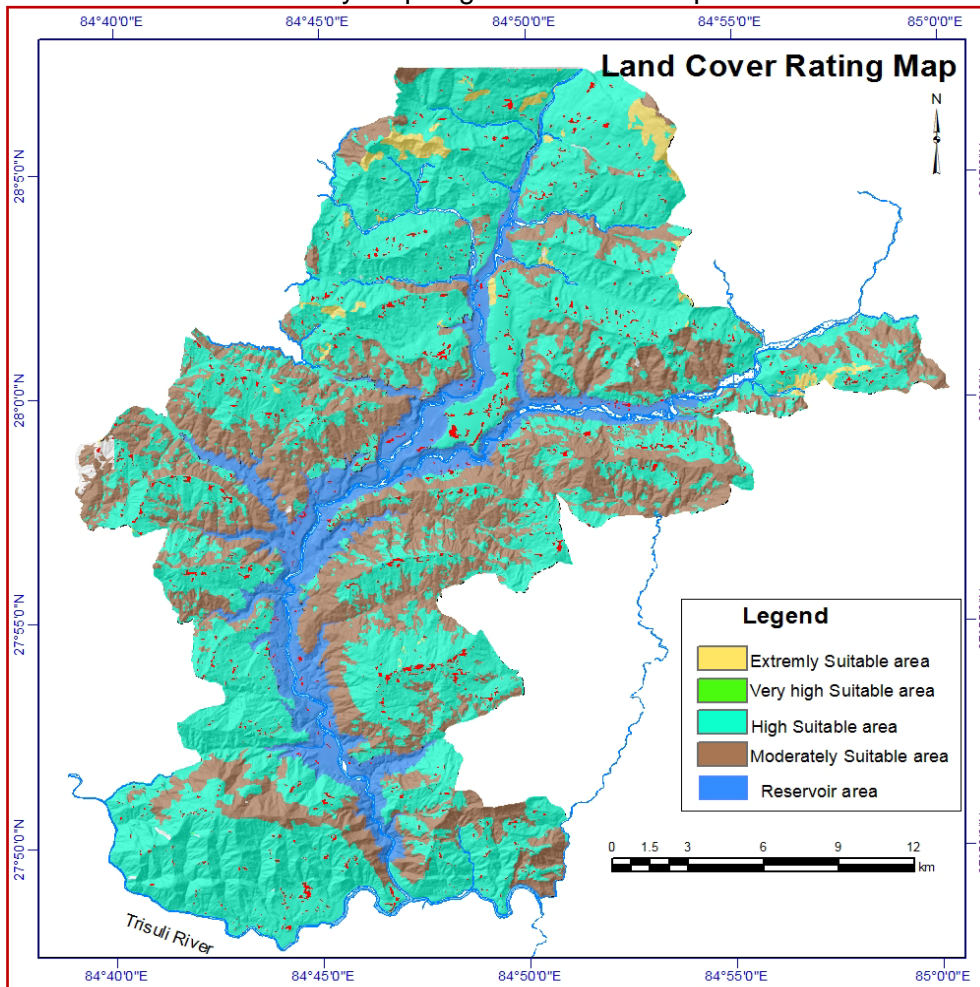 84°40'0"E 84°45'0"E 84°50'0"E 84°55'0"E 85°0'0"E
Land Cover Rating Map
N
S
28°5'0"N
28°0'0"N
27°55'0"N
27°50'0"N
Legend
Extremly Suitable area
Very high Suitable area
High Suitable area
Moderately Suitable area
Reservoir area
0 1.5 3 6 9 12
km
Trisuli River
84°40'0"E 84°45'0"E 84°50'0"E 84°55'0"E 85°0'0"E